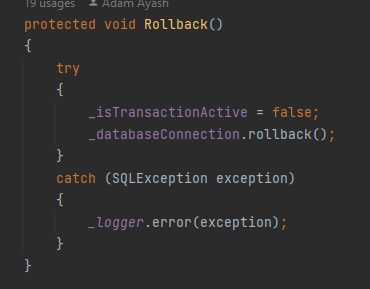 19 usages Adam Ayash
protected void Rollback()
{
try
{
_isTransactionActive = false;
_databaseConnection.rollback();
}
catch (SQLException exception)
{
_logger.error(exception);
}
}